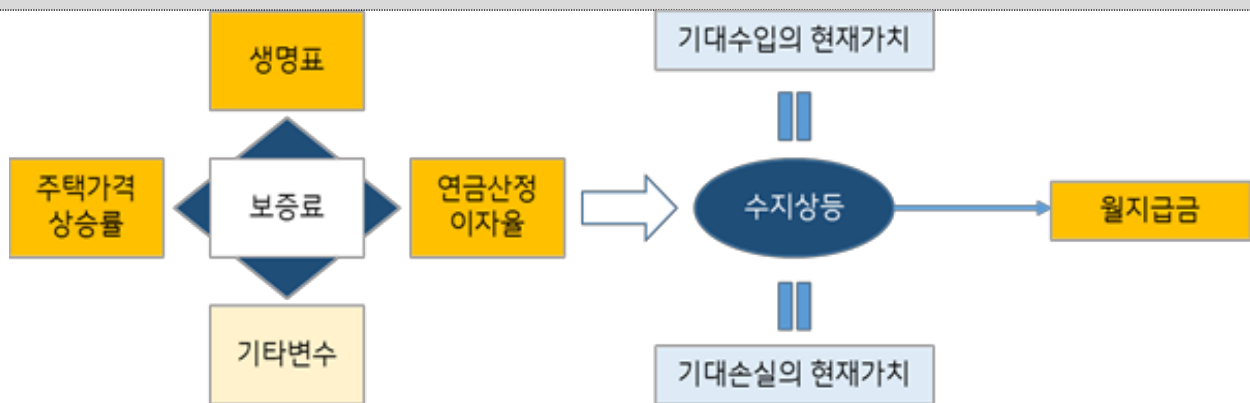 생명표
주택가격
상승률
보증료
연금산정
이자율
기타변수
기대수입의 현재가치
수지상등
기대손실의 현재가치
월지급금